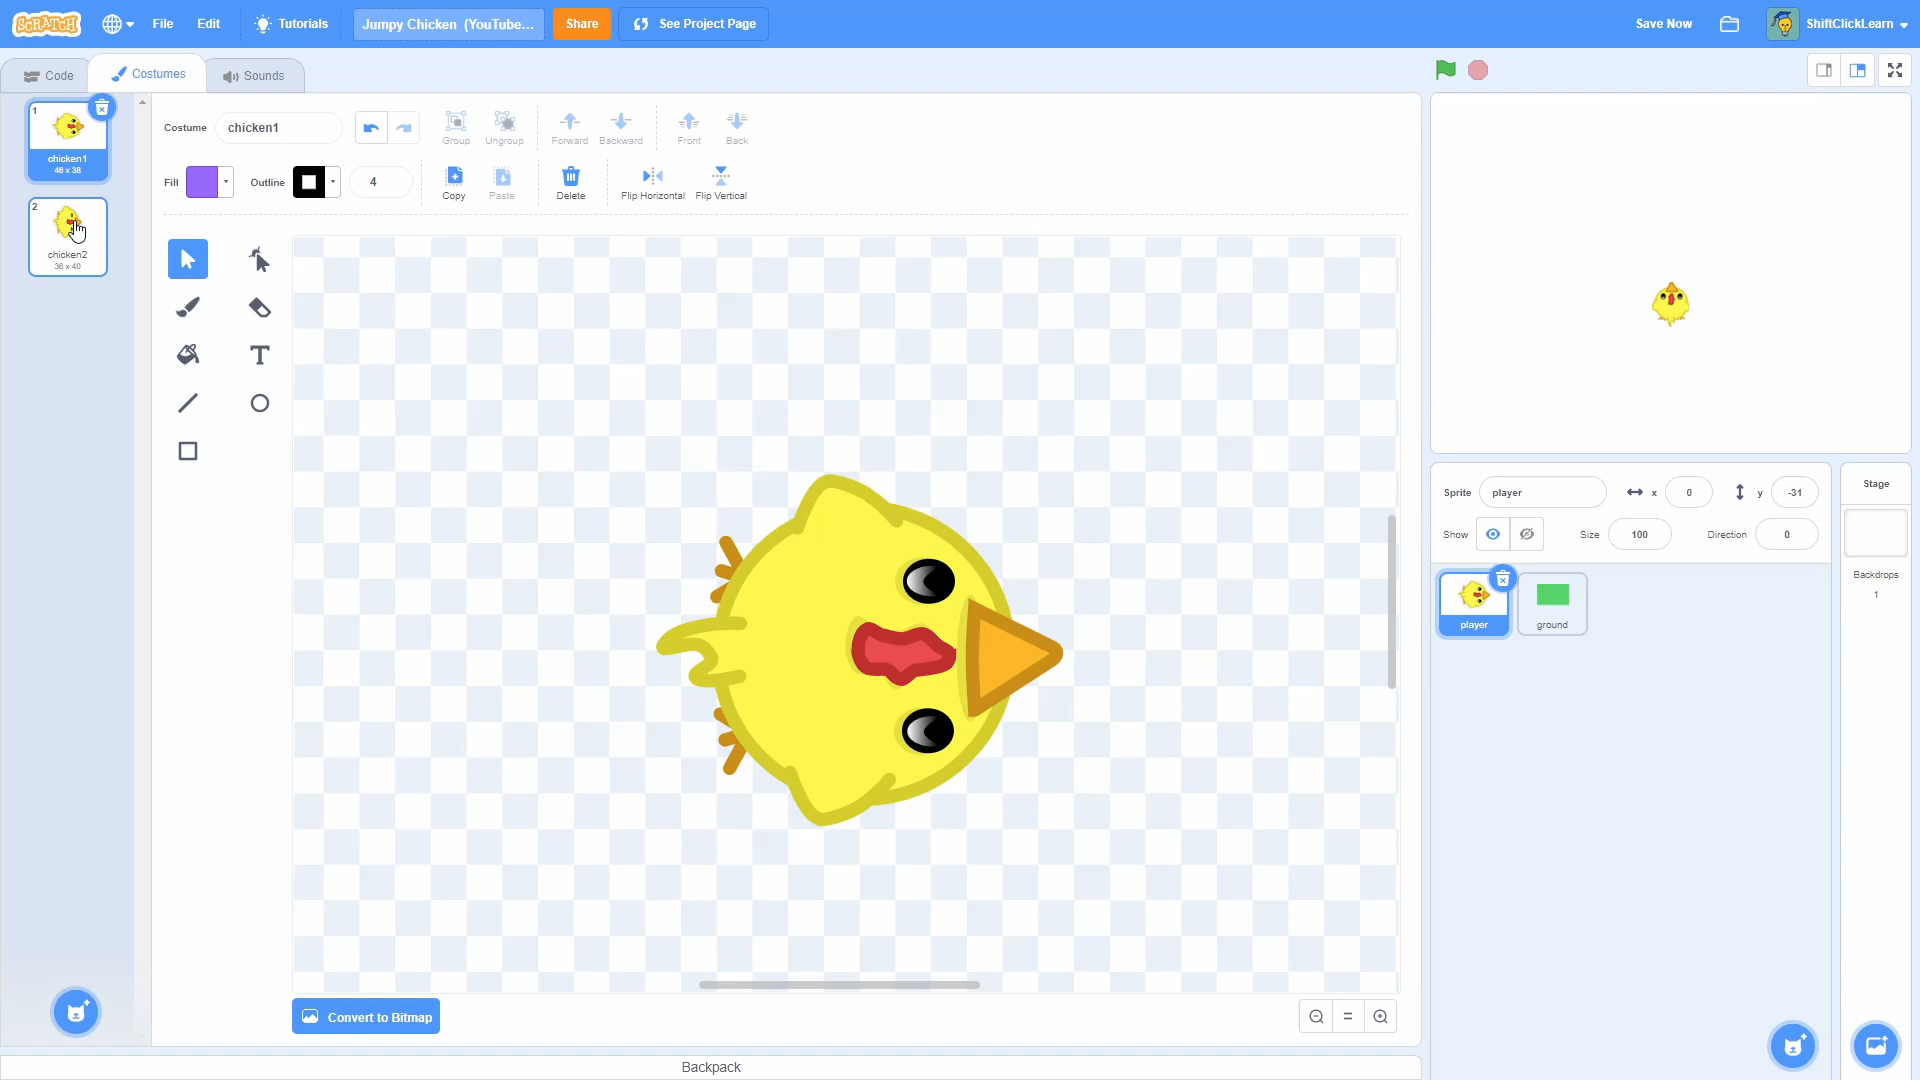 SCRATCH
File
Edit
Tutorials
Jumpy Chicken (YouTube...
Share
See Project Page
Save Now
ShiftClickLearn
Code
Costumes
Sounds
1
chicken1
46 x 38
2
chicken2
36 x 40
Costume
chicken1
Group
Ungroup
Forward
Backward
Front
Back
Fill
Outline
4
Copy
Paste
Delete
Flip Horizontal
Flip Vertical
T
Convert to Bitmap
=
Backpack
Sprite
player
x
0
y
-31
Show
Size
100
Direction
0
player
ground
Stage
Backdrops
1